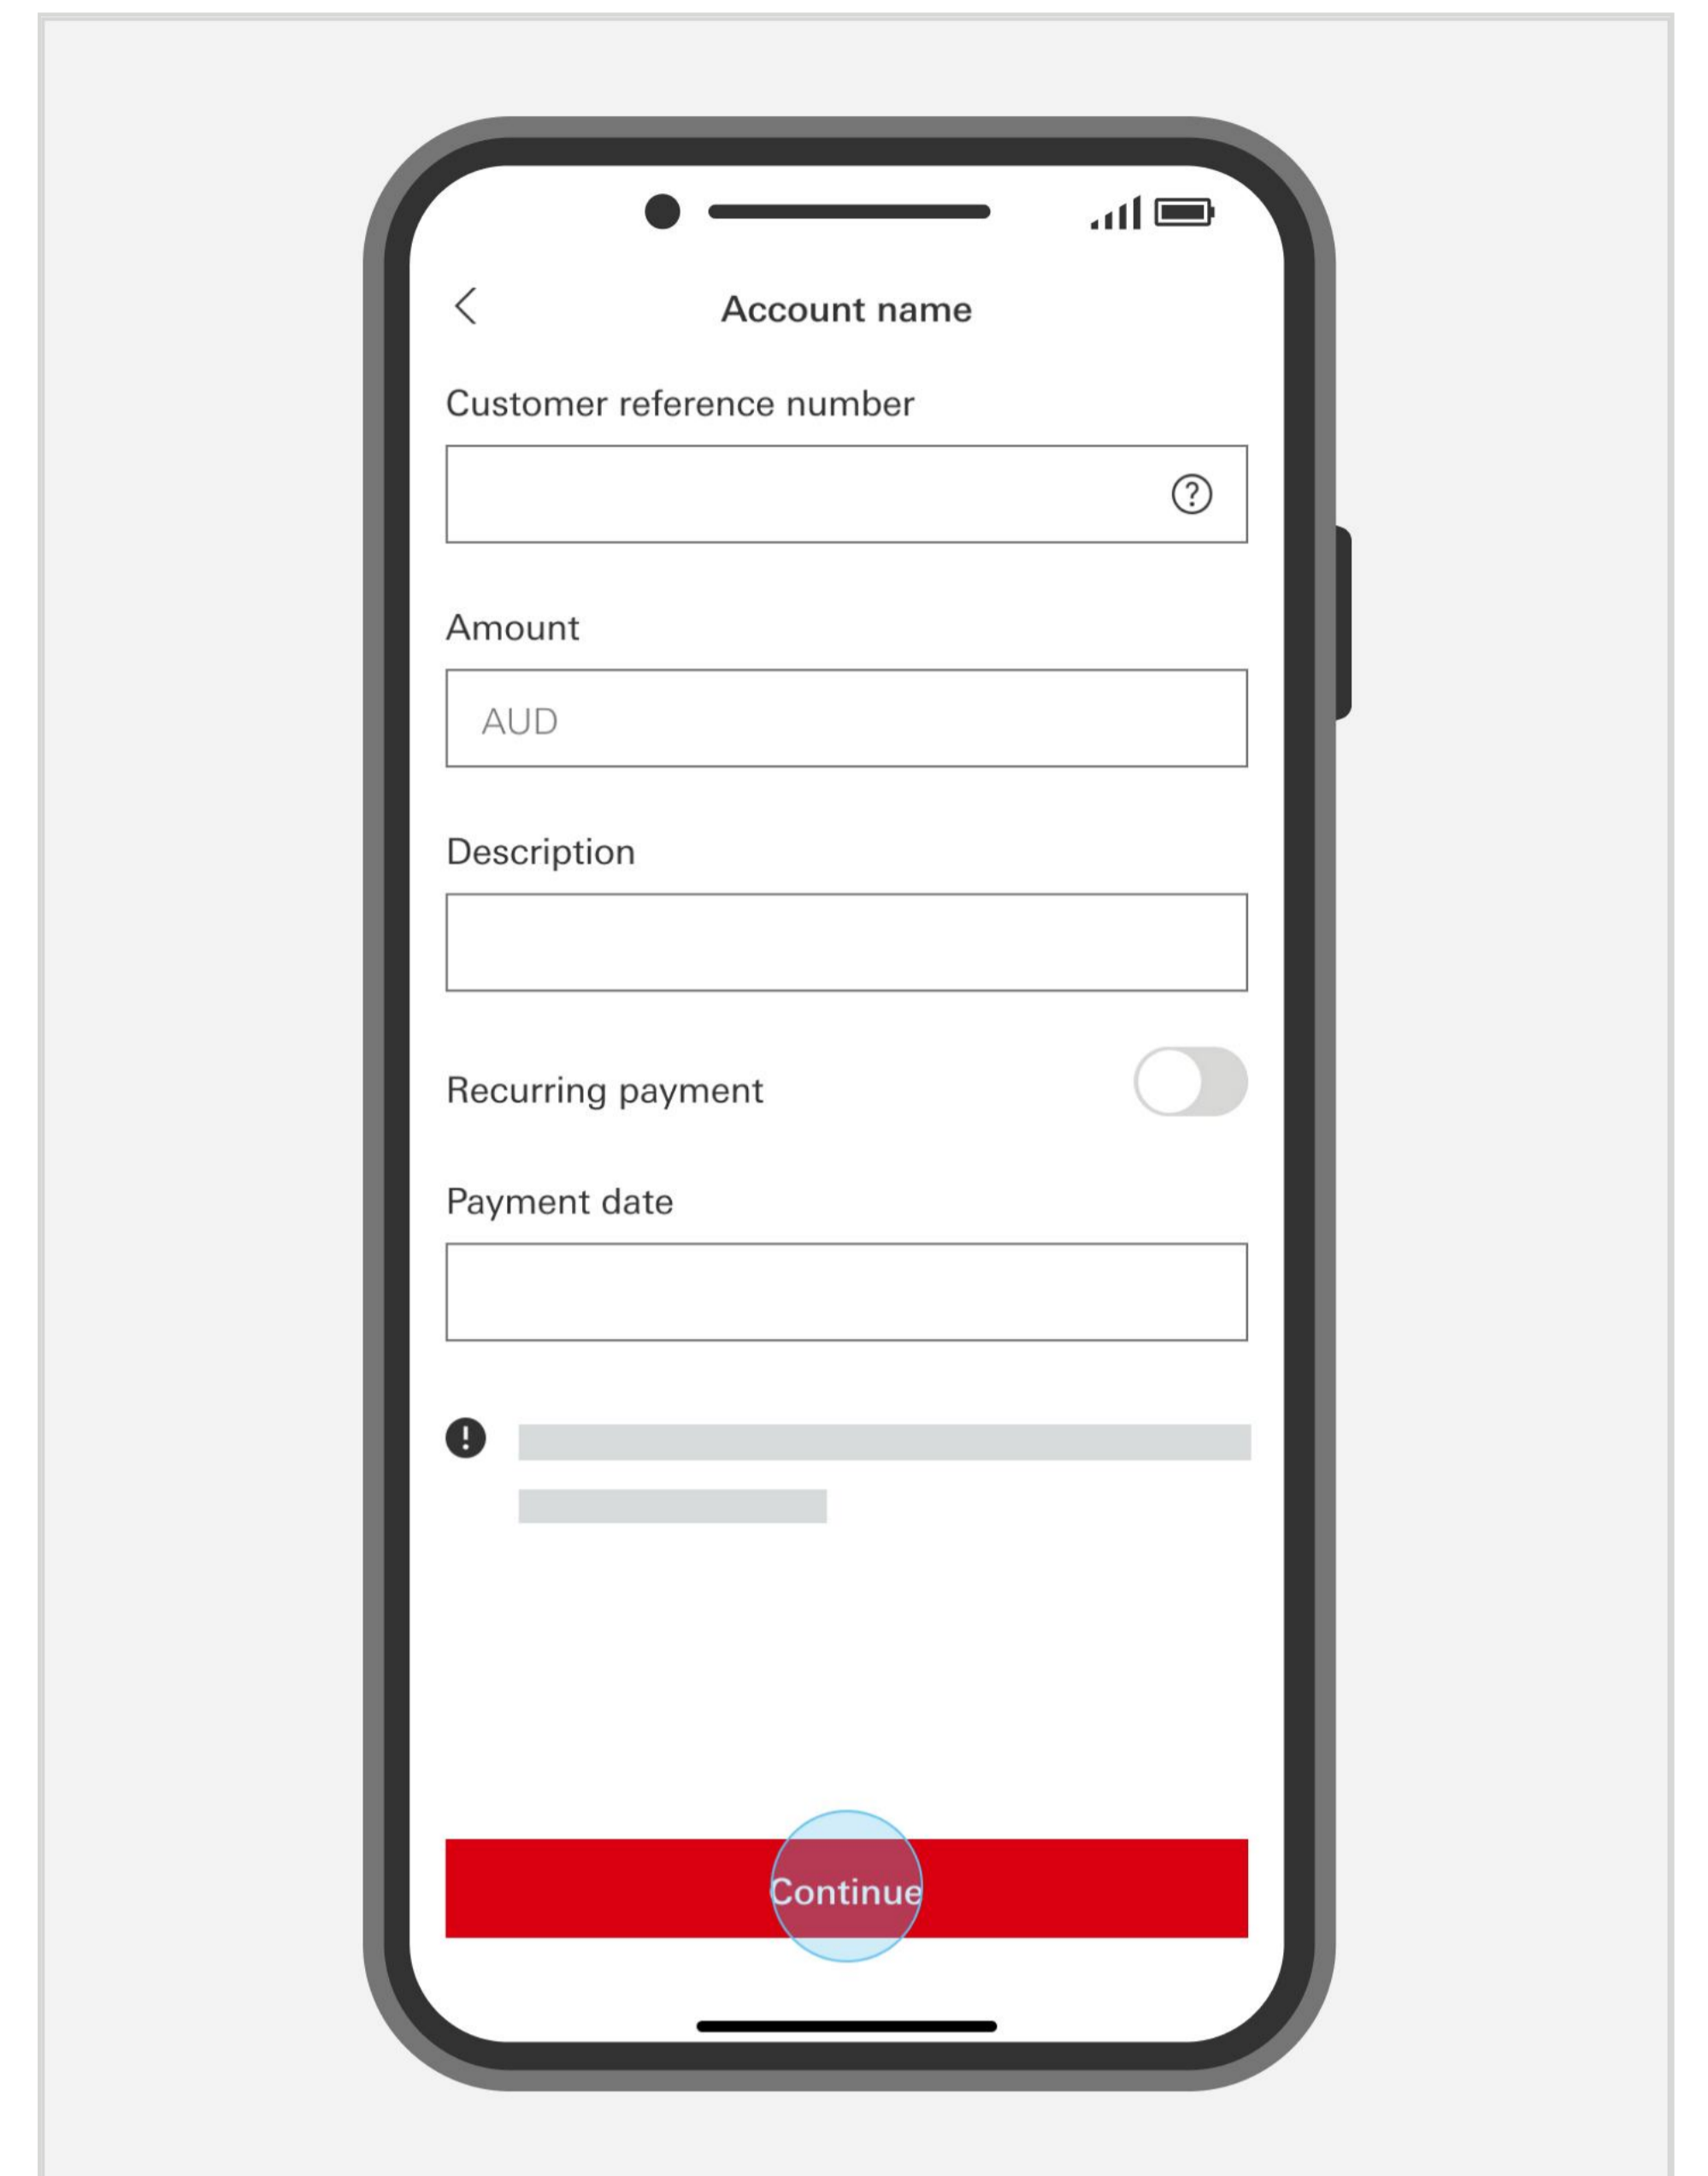 Account name
Customer reference number
Amount
AUD
Description
Recurring payment
Payment date
Continue